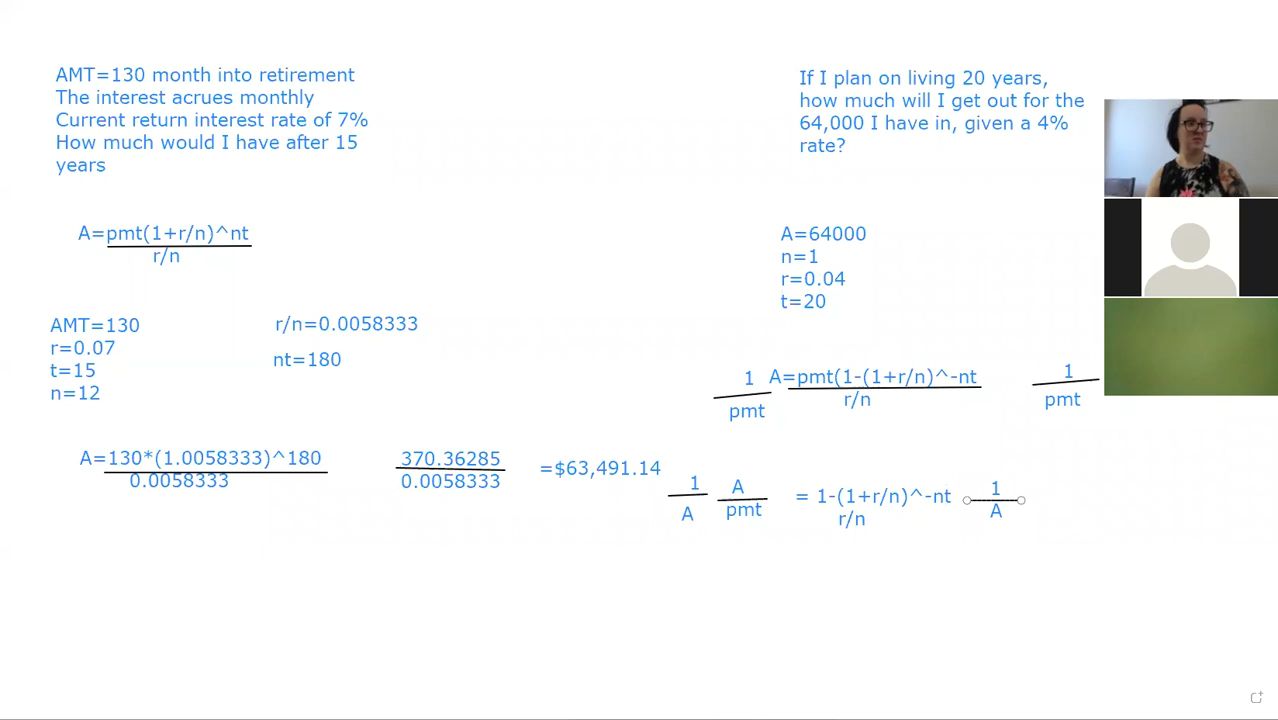 AMT=130 month into retirement
The interest acrues monthly
Current return interest rate of 7%
How much would I have after 15
years
A=pmt(1+r/n)^nt
r/n
AMT=130
r=0.07
t=15
n=12
r/n=0.0058333
nt=180
A=130*(1.0058333)^180
0.0058333
370.36285
0.0058333
=$63,491.14
If I plan on living 20 years,
how much will I get out for the
64,000 I have in, given a 4%
rate?
A=64000
n=1
r=0.04
t=20
1
pmt
A=pmt(1-(1+r/n)^-nt
r/n
1
pmt
1
A
A
pmt
= 1-(1+r/n)^-nt
r/n
1
A